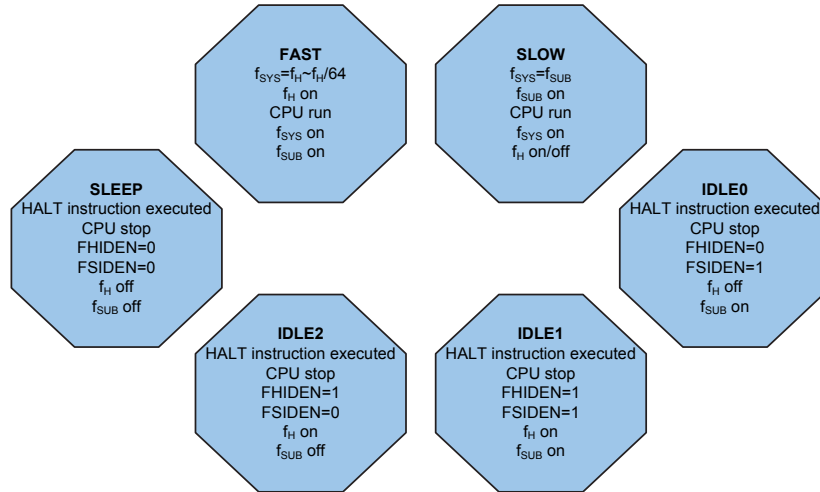 FAST
fSYS=fH~fH/64
fH on
CPU run
fSYS on
fSUB on
SLOW
fSYS=fSUB
fSUB on
CPU run
fSYS on
fH on/off
SLEEP
HALT instruction executed
CPU stop
FHIDEN=0
FSIDEN=0
fH off
fSUB off
IDLE0
HALT instruction executed
CPU stop
FHIDEN=0
FSIDEN=1
fH off
fSUB on
IDLE2
HALT instruction executed
CPU stop
FHIDEN=1
FSIDEN=0
fH on
fSUB off
IDLE1
HALT instruction executed
CPU stop
FHIDEN=1
FSIDEN=1
fH on
fSUB on